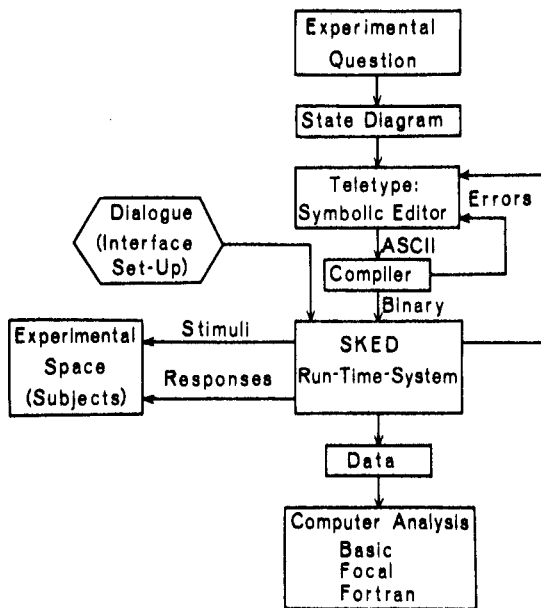 Experimental
Question
State Diagram
Teletype:
Symbolic Editor
Errors
Dialogue
(Interface
Set-Up)
ASCII
Compiler
Binary
Experimental
Space
(Subjects)
Stimuli
Responses
SKED
Run-Time-System
Data
Computer Analysis
Basic
Focal
Fortran